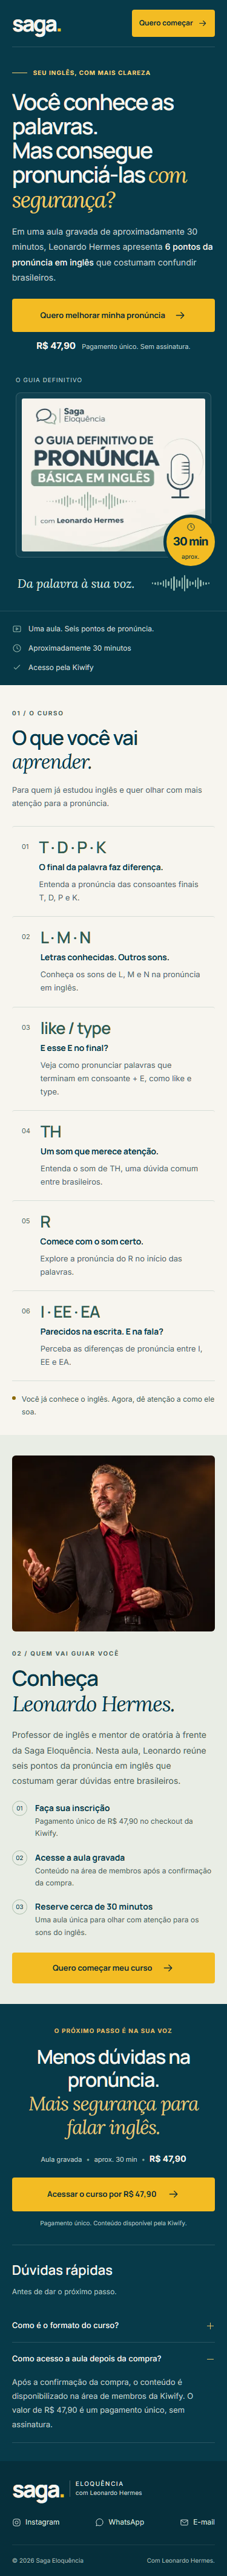 saga.
Quero começar
SEU INGLÊS, COM MAIS CLAREZA
Você conhece as
palavras.
Mas consegue
pronunciá-las com
segurança?
Em uma aula gravada de aproximadamente 30
minutos, Leonardo Hermes apresenta 6 pontos da
pronúncia em inglês que costumam confundir
brasileiros.
Quero melhorar minha pronúncia
R$ 47,90 Pagamento único. Sem assinatura.
O GUIA DEFINITIVO
Saga
Eloquência
O GUIA DEFINITIVO DE
PRONÚNCIA
BÁSICA EM INGLÊS
com Leonardo Hermes
30 min
aprox.
Da palavra à sua voz.
Uma aula. Seis pontos de pronúncia.
Aproximadamente 30 minutos
Acesso pela Kiwify
01 / O CURSO
O que você vai
aprender.
Para quem já estudou inglês e quer olhar com mais
atenção para a pronúncia.
01 T · D · P · K
O final da palavra faz diferença.
Entenda a pronúncia das consoantes finais
T, D, P e K.
02 L · M · N
Letras conhecidas. Outros sons.
Conheça os sons de L, M e N na pronúncia
em inglês.
03 like / type
E esse E no final?
Veja como pronunciar palavras que
terminam em consoante + E, como like e
type.
04 TH
Um som que merece atenção.
Entenda o som de TH, uma dúvida comum
entre brasileiros.
05 R
Comece com o som certo.
Explore a pronúncia do R no início das
palavras.
06 I · EE · EA
Parecidos na escrita. E na fala?
Perceba as diferenças de pronúncia entre I,
EE e EA.
Você já conhece o inglês. Agora, dê atenção a como ele
soa.
02 / QUEM VAI GUIAR VOCÊ
Conheça
Leonardo Hermes.
Professor de inglês e mentor de oratória à frente
da Saga Eloquência. Nesta aula, Leonardo reúne
seis pontos da pronúncia em inglês que
costumam gerar dúvidas entre brasileiros.
01 Faça sua inscrição
Pagamento único de R$ 47,90 no checkout da
Kiwify.
02 Acesse a aula gravada
Conteúdo na área de membros após a confirmação
da compra.
03 Reserve cerca de 30 minutos
Uma aula única para olhar com atenção para os
sons do inglês.
Quero começar meu curso
O PRÓXIMO PASSO É NA SUA VOZ
Menos dúvidas na
pronúncia.
Mais segurança para
falar inglês.
Aula gravada • aprox. 30 min • R$ 47,90
Acessar o curso por R$ 47,90
Pagamento único. Conteúdo disponível pela Kiwify.
Dúvidas rápidas
Antes de dar o próximo passo.
Como é o formato do curso?
Como acesso a aula depois da compra?
Após a confirmação da compra, o conteúdo é
disponibilizado na área de membros da Kiwify. O
valor de R$ 47,90 é um pagamento único, sem
assinatura.
saga.
ELOQUÊNCIA
com Leonardo Hermes
Instagram
WhatsApp
E-mail
© 2026 Saga Eloquência
Com Leonardo Hermes.